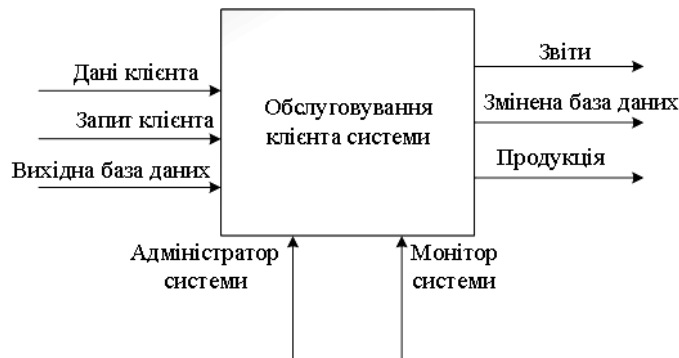 Дані клієнта
Запит клієнта
Вихідна база даних
Обслуговування
клієнта системи
Звіти
Змінена база даних
Продукція
Адміністратор
системи
Монітор
системи